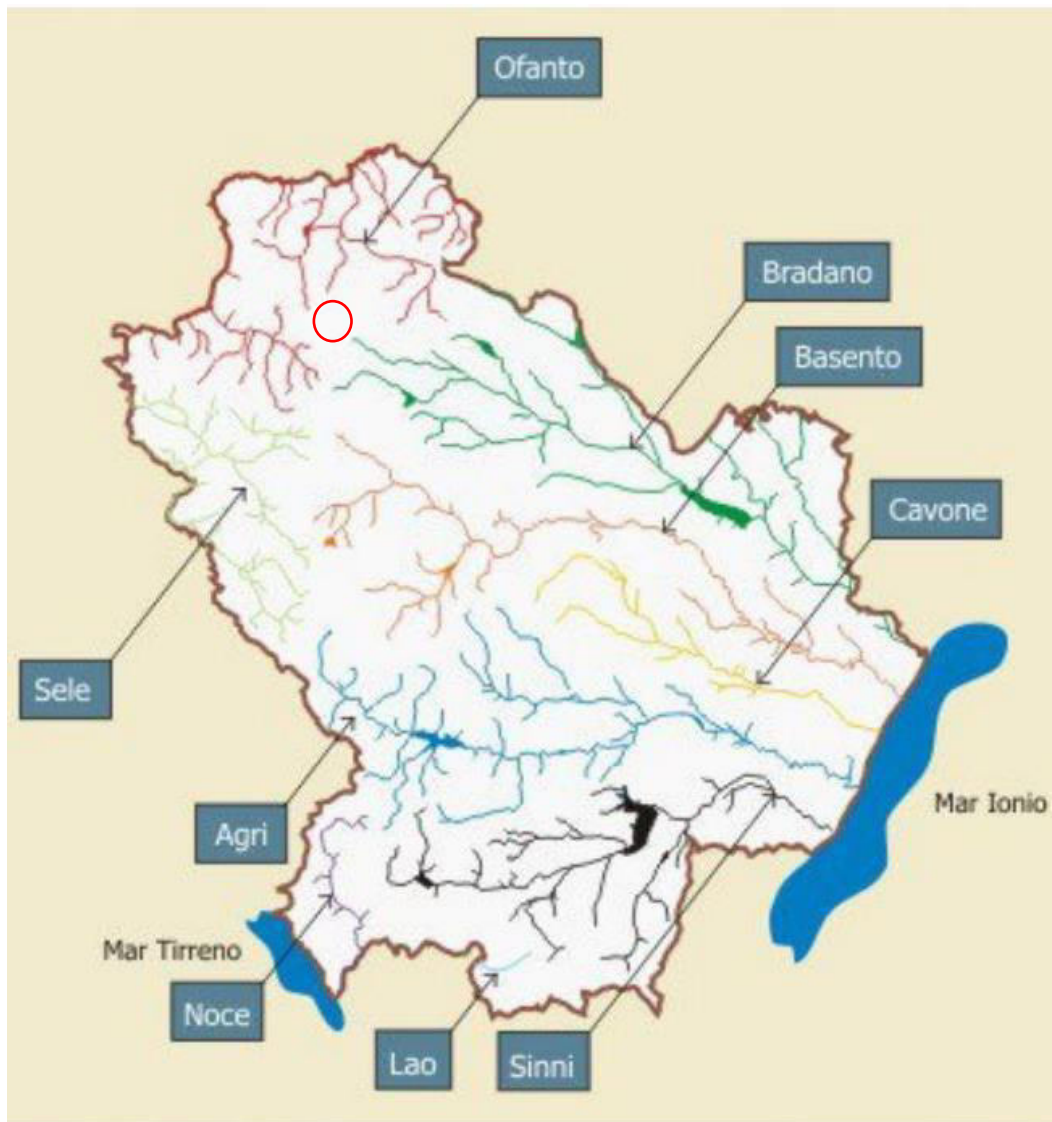 Ofanto
Bradano
Basento
Cavone
Sele
Agri
Mar Ionio
Mar Tirreno
Noce
Lao
Sinni